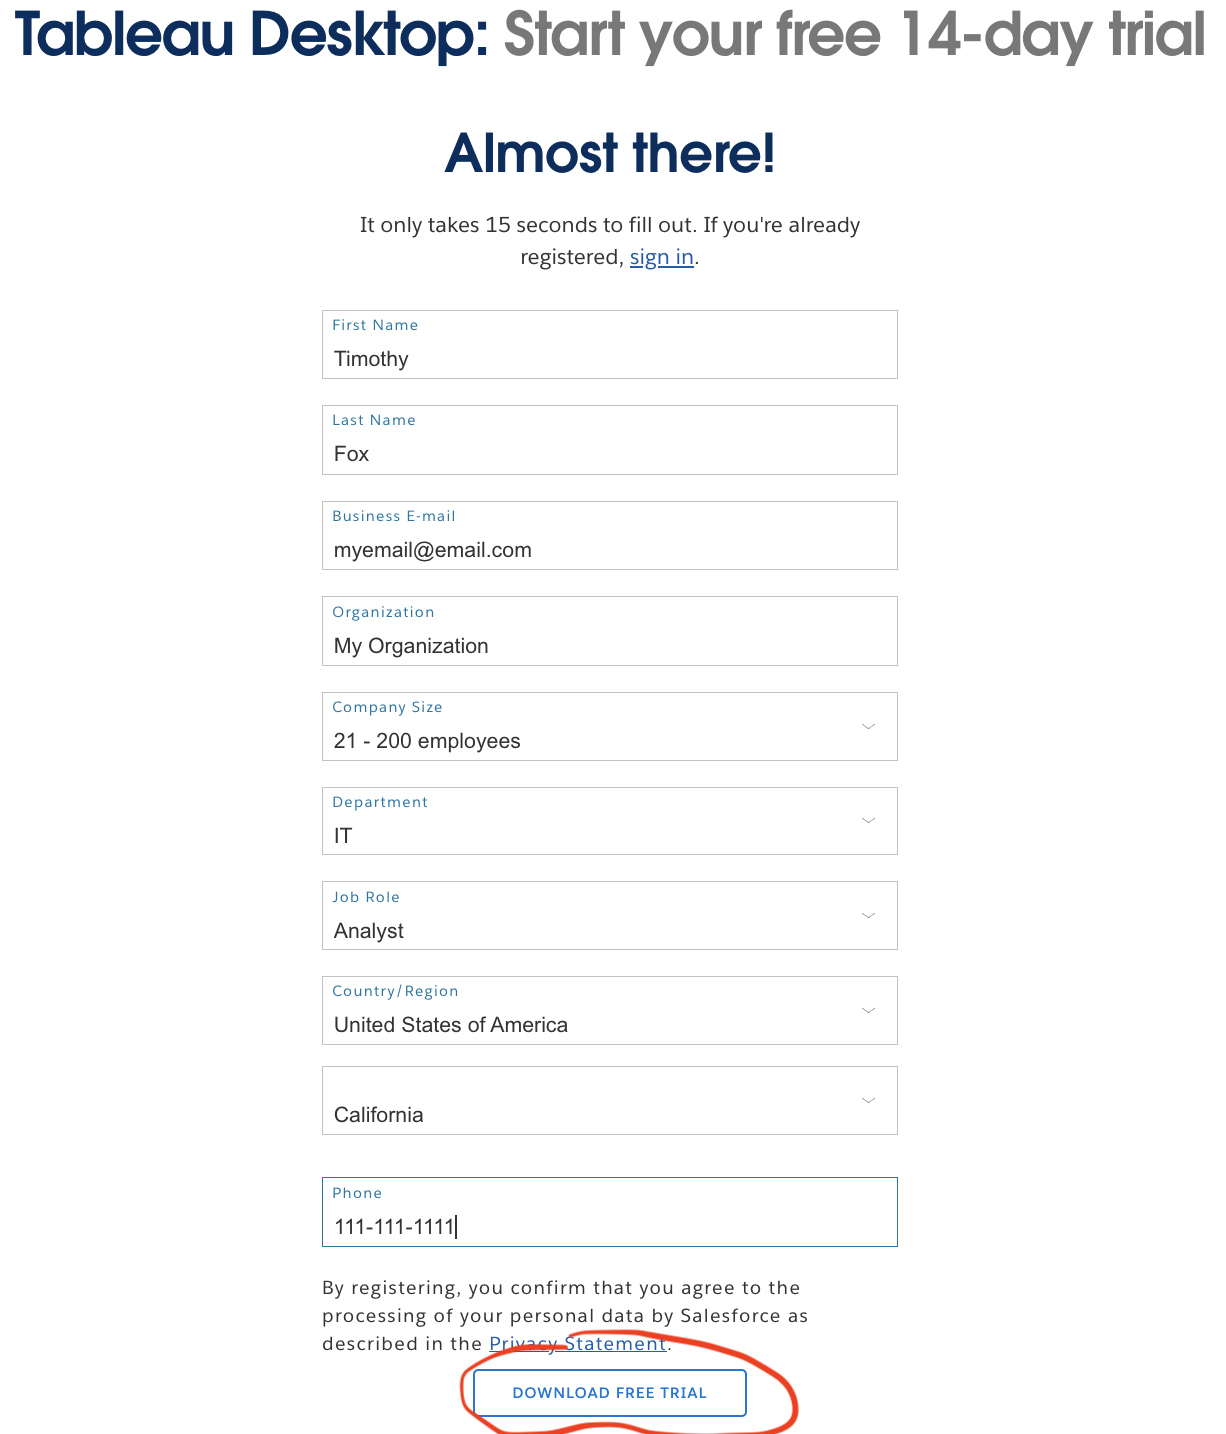 Tableau Desktop: Start your free 14-day trial
Almost there!
It only takes 15 seconds to fill out. If you're already
registered, sign in.
First Name
Timothy
Last Name
Fox
Business E-mail
myemail@email.com
Organization
My Organization
Company Size
21 - 200 employees
Department
IT
Job Role
Analyst
Country/Region
United States of America
California
Phone
111-111-1111
By registering, you confirm that you agree to the
processing of your personal data by Salesforce as
described in the Privacy Statement.
DOWNLOAD FREE TRIAL